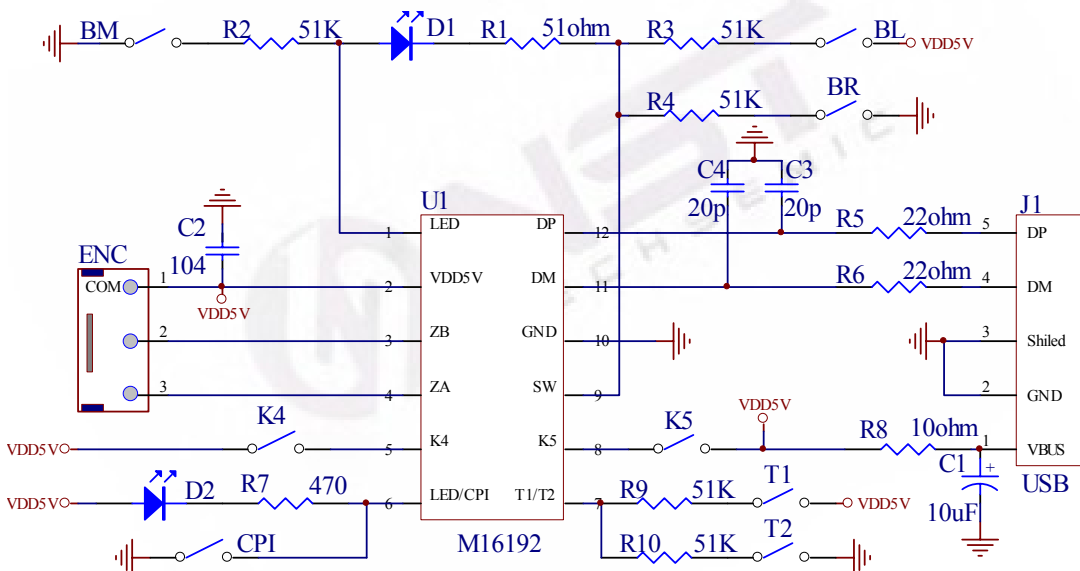 BM R2 51K D1 R1 51ohm R3 51K BL VDD5V
R4 51K BR
C4 C3
20p 20p
U1
C2
104
ENC
COM 1
VDD5V
2
3
1 LED DP 12
2 VDD5V DM 11
3 ZB GND 10
4 ZA SW 9
5 K4 K5 8
6 LED/CPI T1/T2 7
M16192
R5 22ohm
R6 22ohm
J1
5 DP
4 DM
3 Shiled
2 GND
1 VBUS
USB
VDD5V K4
K5 VDD5V R8 10ohm
C1
+
10uF
VDD5V D2 R7 470
CPI
R9 51K T1 VDD5V
R10 51K T2